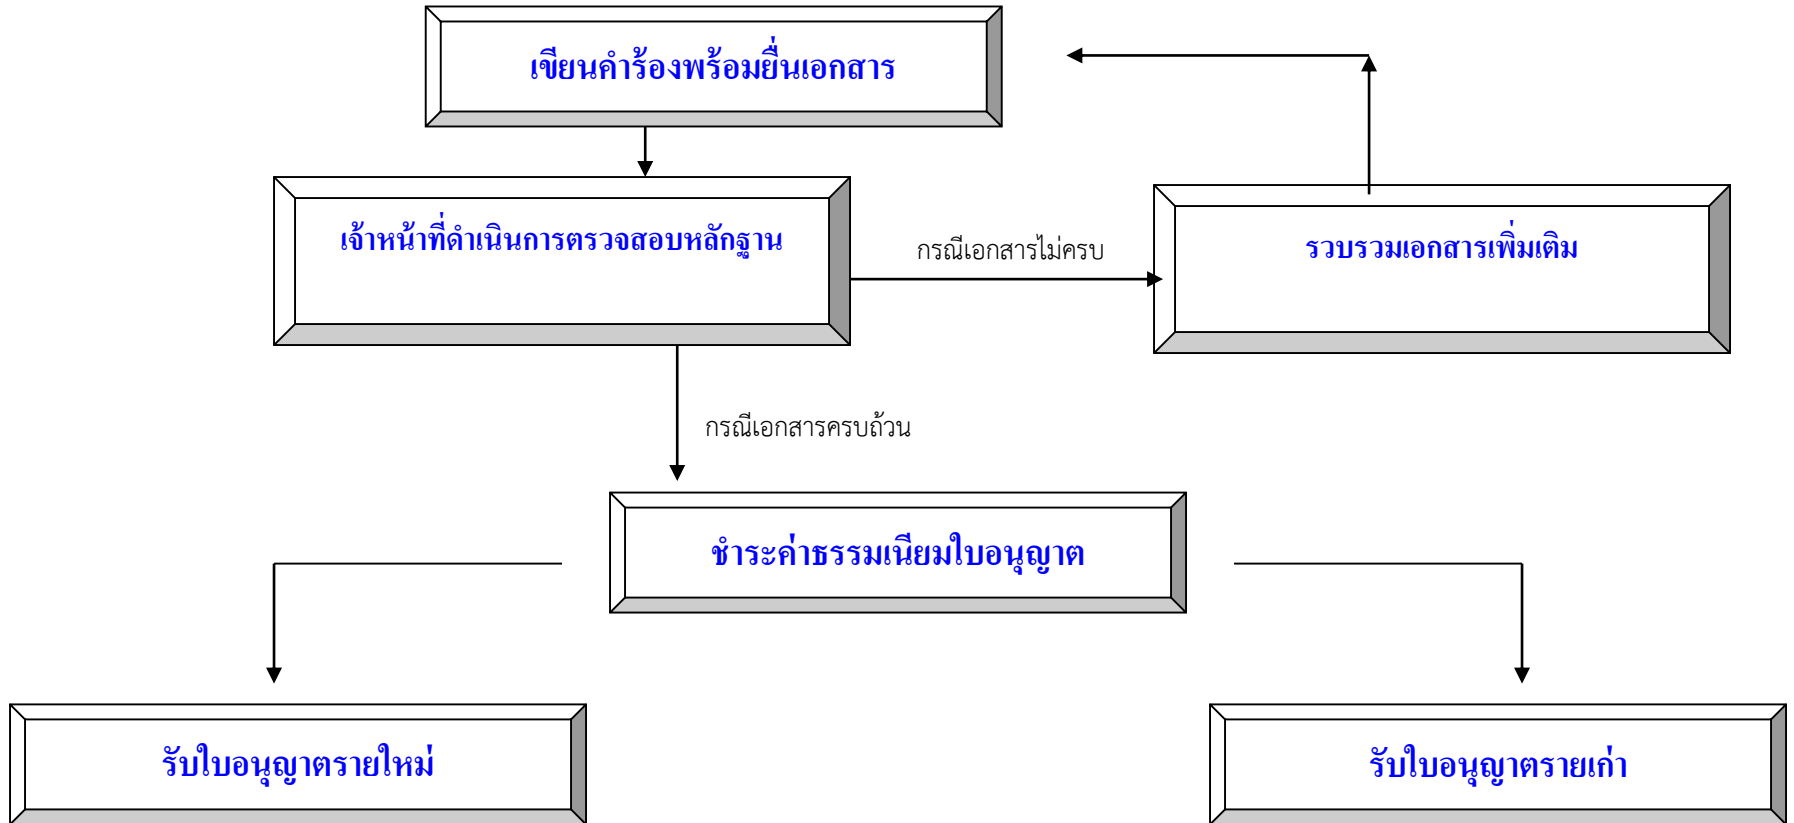 เขียนคำร้องพร้อมยื่นเอกสาร
เจ้าหน้าที่ดำเนินการตรวจสอบหลักฐาน
กรณีเอกสารไม่ครบ
รวบรวมเอกสารเพิ่มเติม
กรณีเอกสารครบถ้วน
ชำระค่าธรรมเนียมใบอนุญาต
รับใบอนุญาตรายใหม่
รับใบอนุญาตรายเก่า